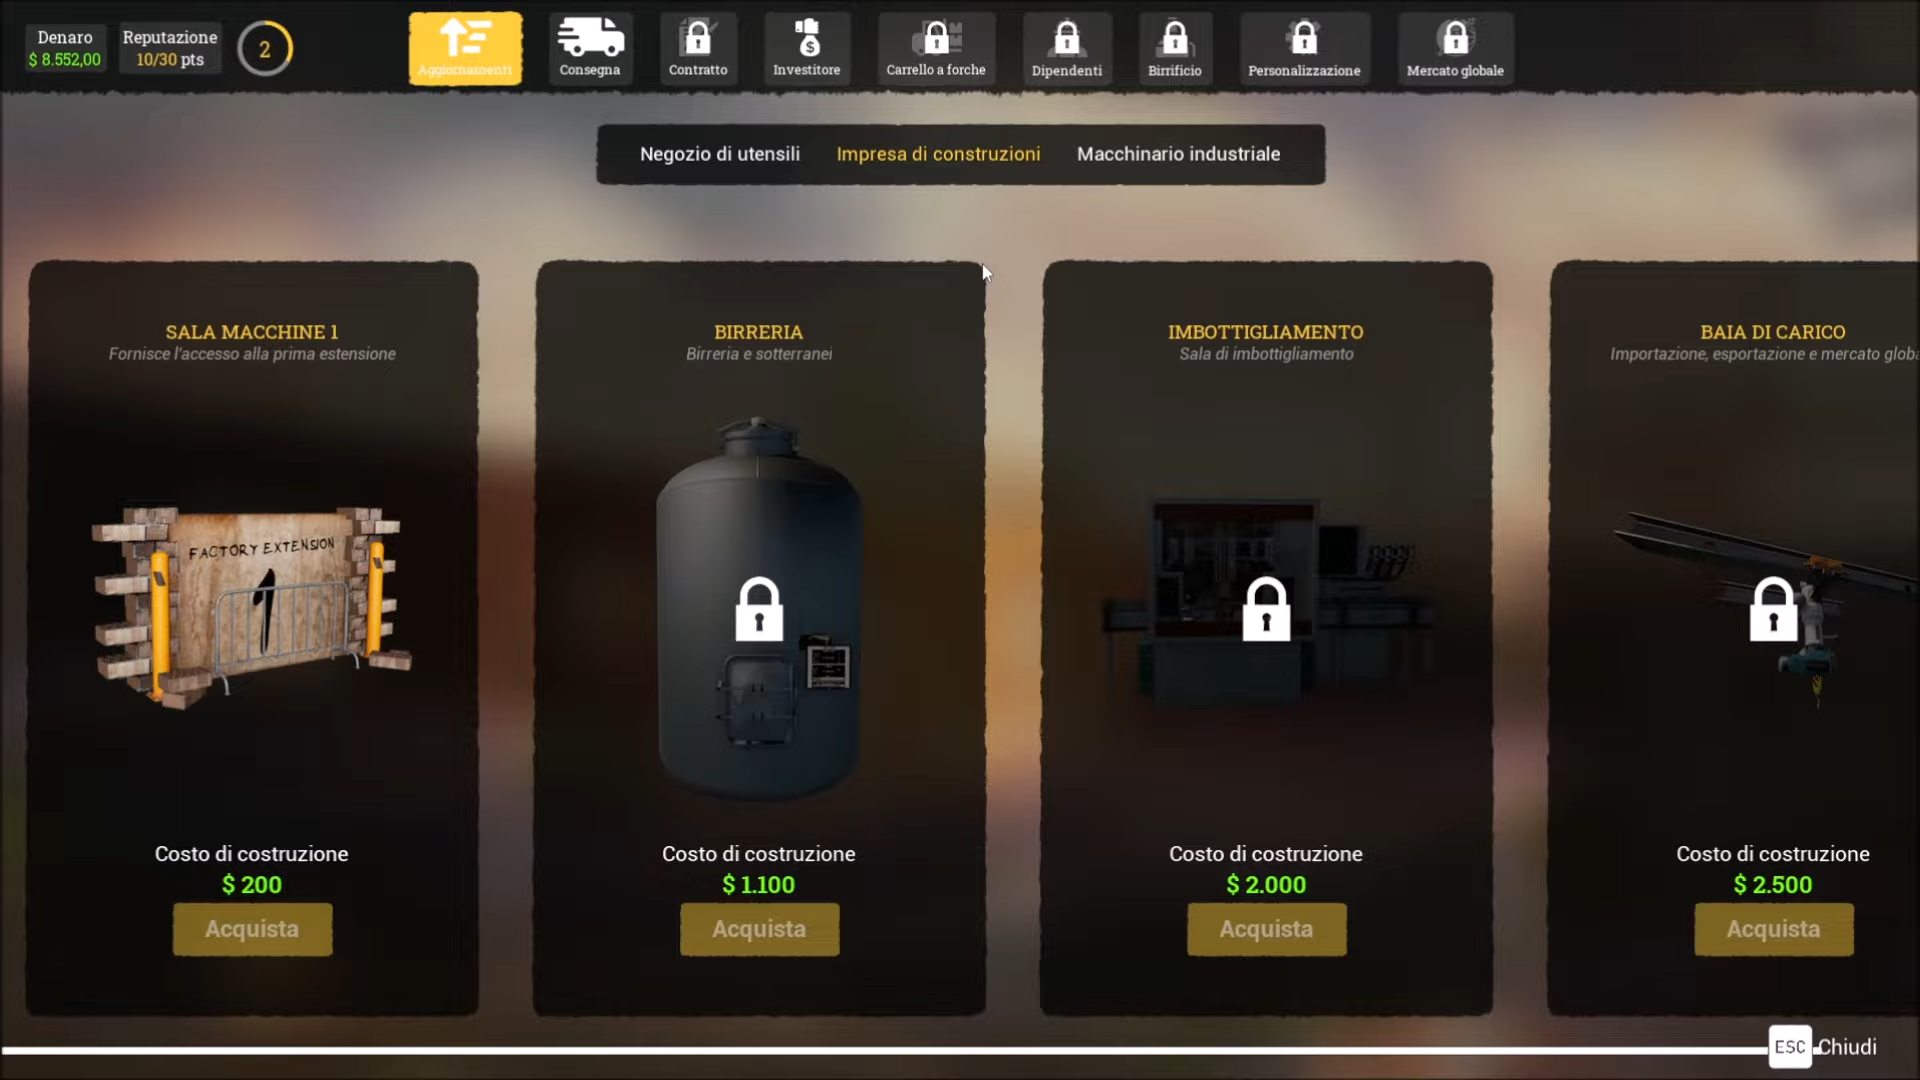 Denaro
$ 8.552,00
Reputazione
10/30 pts
2
Aggiornamenti
Consegna
Contratto
Investitore
Carrello a forche
Dipendenti
Birrificio
Personalizzazione
Mercato globale
Negozio di utensili
Impresa di construzioni
Macchinario industriale
SALA MACCHINE 1
Fornisce l'accesso alla prima estensione
FACTORY EXTENSION
1
Costo di costruzione
$ 200
Acquista
BIRRERIA
Birreria e sotterranei
Costo di costruzione
$ 1.100
Acquista
IMBOTTIGLIAMENTO
Sala di imbottigliamento
Costo di costruzione
$ 2.000
Acquista
BAIA DI CARICO
Importazione, esportazione e mercato globa
Costo di costruzione
$ 2.500
Acquista
ESC Chiudi